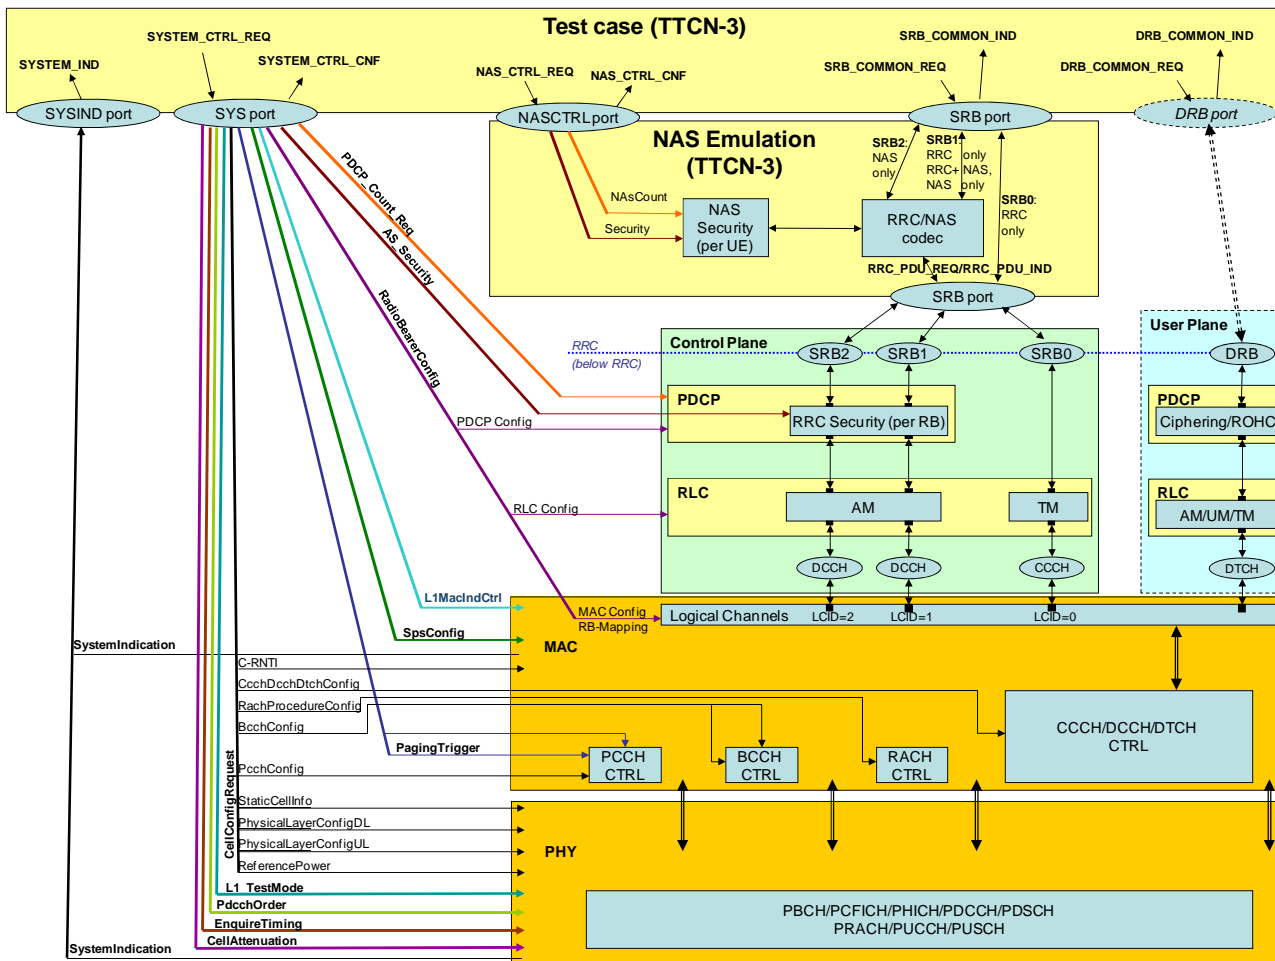 Test case (TTCN-3)
SYSTEM_CTRL_REQ
SYSTEM_IND
SYSTEM_CTRL_CNF
NAS_CTRL_REQ
NAS_CTRL_CNF
SRB_COMMON_IND
SRB_COMMON_REQ
DRB_COMMON_IND
DRB_COMMON_REQ
SYSIND port
SYS port
NASCTRL port
SRB port
DRB port
NAS Emulation
(TTCN-3)
SRB2:
NAS
only
SRB1:
RRC only
RRC+ NAS,
NAS only
SRB0:
RRC
only
NAsCount
Security
NAS
Security
(per UE)
RRC/NAS
codec
RRC_PDU_REQ/RRC_PDU_IND
SRB port
PDCP_Count_Req
AS_Security
RadioBearerConfig
RRC
(below RRC)
Control Plane
SRB2
SRB1
SRB0
User Plane
DRB
PDCP
RRC Security (per RB)
PDCP
Ciphering/ROHC
PDCP Config
RLC
AM
TM
RLC
AM/UM/TM
RLC Config
DCCH
DCCH
CCCH
DTCH
L1MacIndCtrl
MAC Config
RB-Mapping
Logical Channels
LCID=2
LCID=1
LCID=0
SpsConfig
MAC
SystemIndication
C-RNTI
CcchDcchDtchConfig
RachProcedureConfig
BcchConfig
PagingTrigger
PcchConfig
PCCH
CTRL
BCCH
CTRL
RACH
CTRL
CCCH/DCCH/DTCH
CTRL
CellConfigRequest
StaticCellInfo
PhysicalLayerConfigDL
PhysicalLayerConfigUL
ReferencePower
PHY
L1_TestMode
PdcchOrder
EnquireTiming
CellAttenuation
SystemIndication
PBCH/PCFICH/PHICH/PDCCH/PDSCH
PRACH/PUCCH/PUSCH